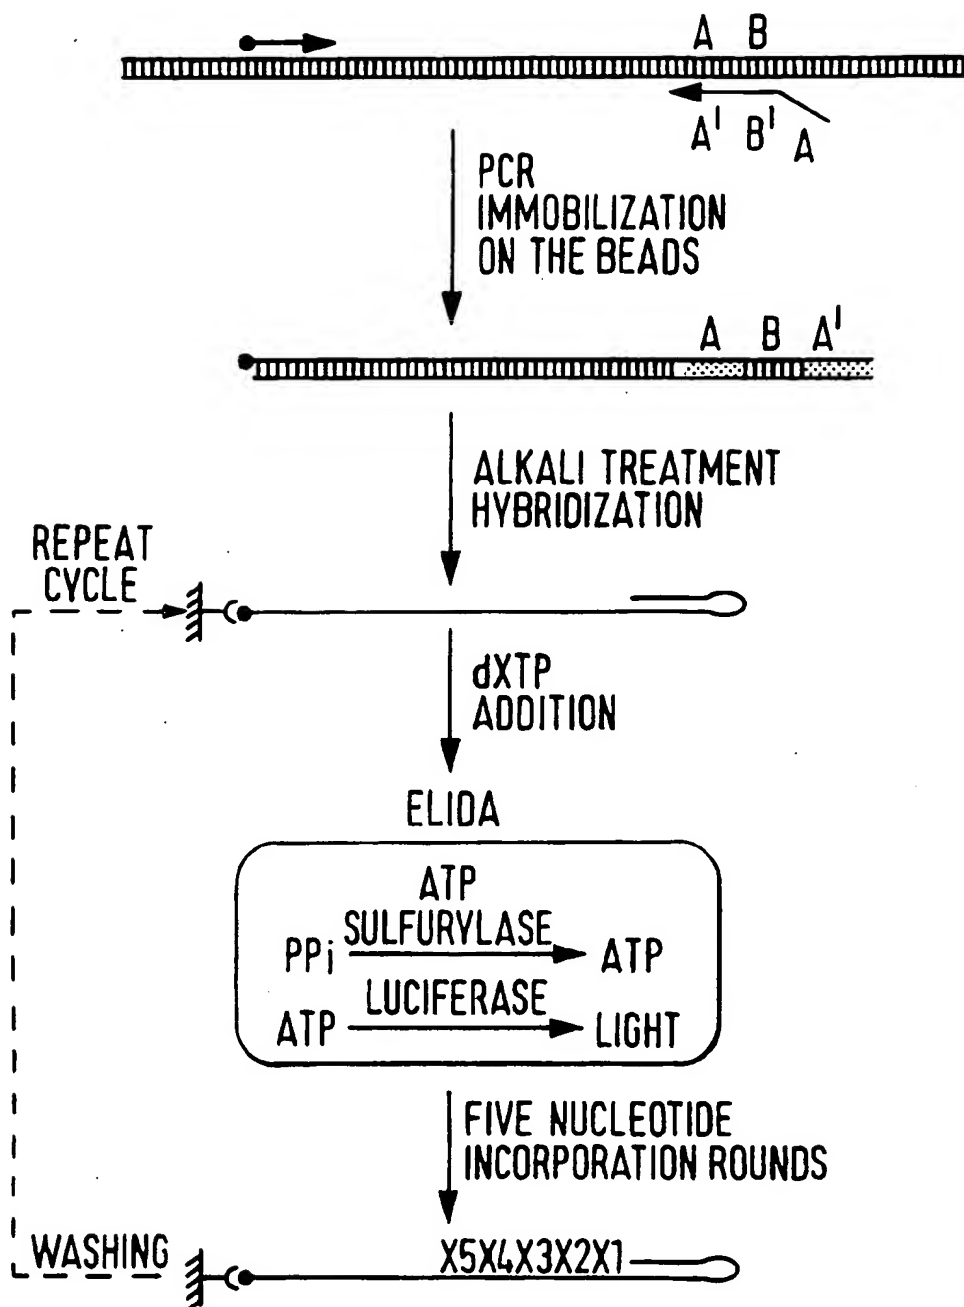 A B
A' B' A
PCR
IMMOBILIZATION
ON THE BEADS
A B A'
ALKALI TREATMENT
HYBRIDIZATION
REPEAT
CYCLE
dXTP
ADDITION
ELIDA
ATP
SULFURYLASE
PPi ATP
LUCIFERASE
ATP LIGHT
FIVE NUCLEOTIDE
INCORPORATION ROUNDS
WASHING
X5X4X3X2X1